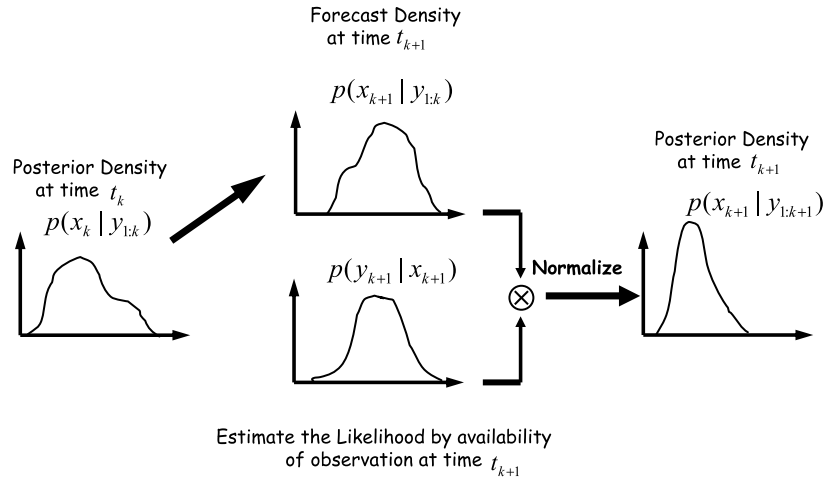 Forecast Density
at time t_{k+1}
p(x_{k+1} | y_{1:k})
Posterior Density
at time t_k
p(x_k | y_{1:k})
Posterior Density
at time t_{k+1}
p(x_{k+1} | y_{1:k+1})
p(y_{k+1} | x_{k+1})
Normalize
Estimate the Likelihood by availability
of observation at time t_{k+1}